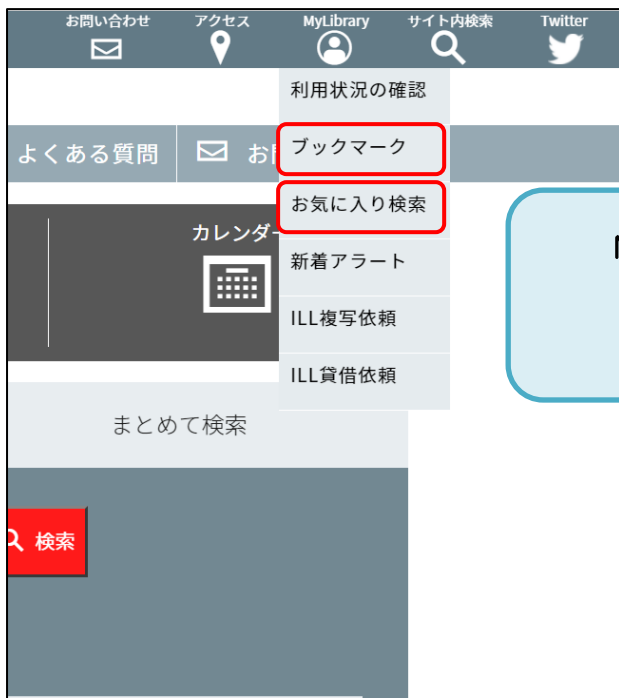 お問い合わせ
アクセス
MyLibrary
サイト内検索
Twitter
利用状況の確認
ブックマーク
お気に入り検索
新着アラート
ILL複写依頼
ILL貸借依頼
よくある質問
お
カレンダー
まとめて検索
検索